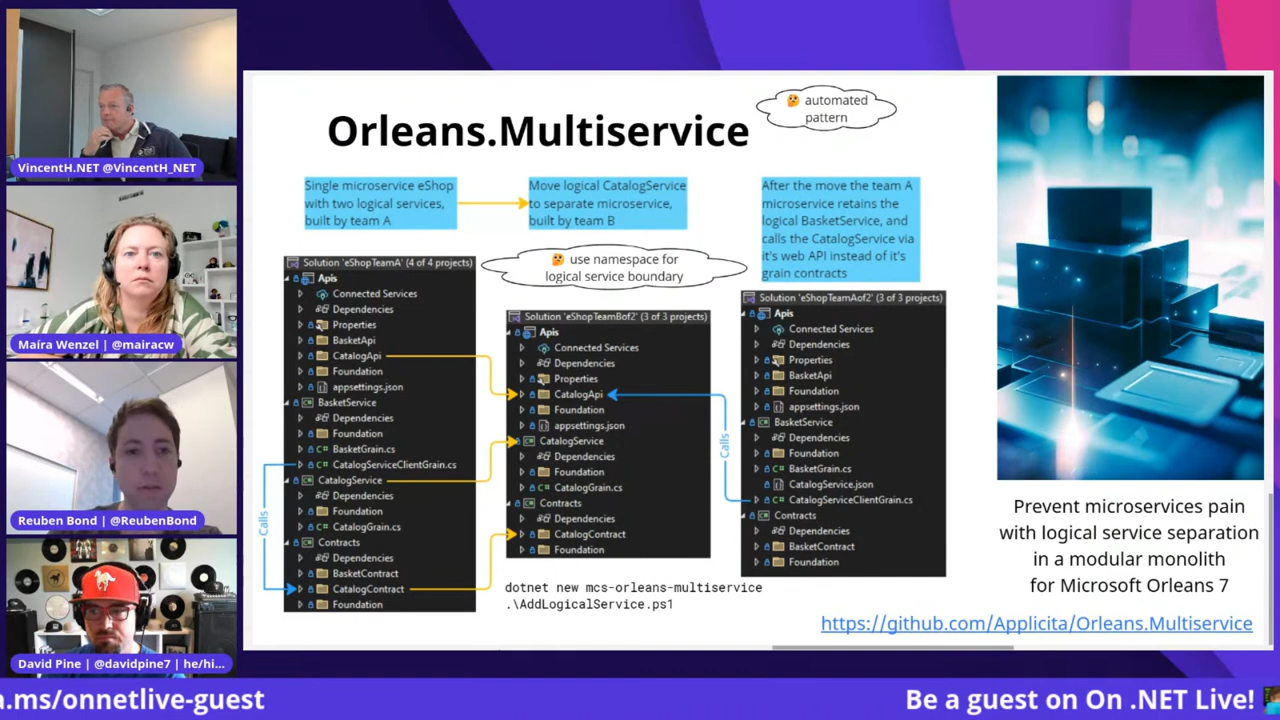 VincentH.NET @VincentH_NET
Maíra Wenzel | @mairacw
Reuben Bond | @ReubenBond
David Pine | @davidpine7 | he/hi...
Orleans.Multiservice
automated
pattern
Single microservice eShop
with two logical services,
built by team A
Move logical CatalogService
to separate microservice,
built by team B
After the move the team A
microservice retains the
logical BasketService, and
calls the CatalogService via
it's web API instead of it's
grain contracts
use namespace for
logical service boundary
Solution 'eShopTeamA' (4 of 4 projects)
Apis
Connected Services
Dependencies
Properties
BasketApi
CatalogApi
Foundation
appsettings.json
BasketService
Dependencies
Foundation
BasketGrain.cs
CatalogServiceClientGrain.cs
CatalogService
Dependencies
Foundation
CatalogGrain.cs
Contracts
Dependencies
BasketContract
CatalogContract
Foundation
Calls
Solution 'eShopTeamBof2' (3 of 3 projects)
Apis
Connected Services
Dependencies
Properties
CatalogApi
Foundation
appsettings.json
CatalogService
Dependencies
Foundation
CatalogGrain.cs
Contracts
Dependencies
CatalogContract
Foundation
Calls
Solution 'eShopTeamAof2' (3 of 3 projects)
Apis
Connected Services
Dependencies
Properties
BasketApi
Foundation
appsettings.json
BasketService
Dependencies
Foundation
BasketGrain.cs
CatalogService.json
CatalogServiceClientGrain.cs
Contracts
Dependencies
BasketContract
Foundation
dotnet new mcs-orleans-multiservice
.\AddLogicalService.ps1
Prevent microservices pain
with logical service separation
in a modular monolith
for Microsoft Orleans 7
https://github.com/Applicita/Orleans.Multiservice
a.ms/onnetlive-guest
Be a guest on On .NET Live!